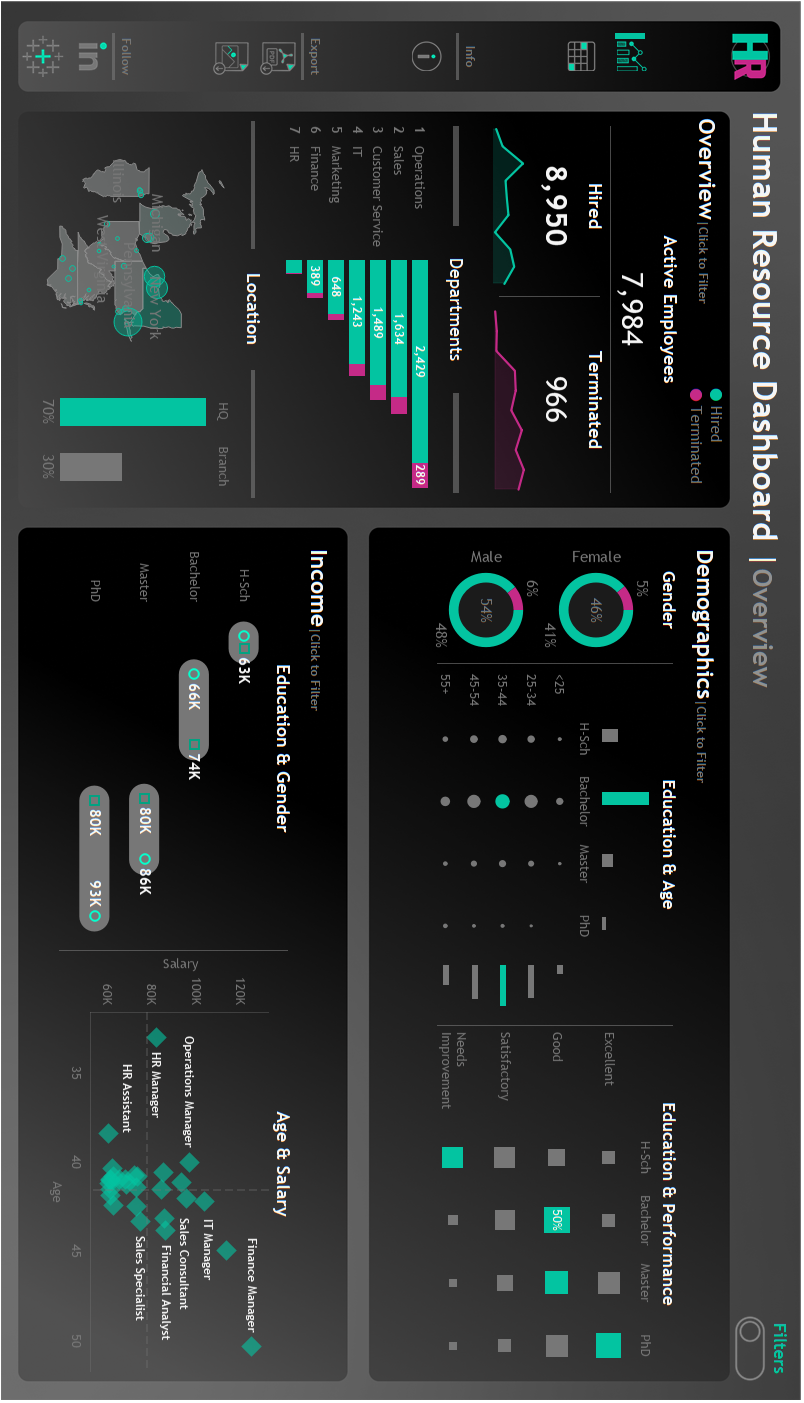 HR
Human Resource Dashboard | Overview
Filters
Info
Export
PDF
Follow
in
Overview | Click to Filter
Hired
Terminated
Active Employees
7,984
Hired
8,950
Terminated
966
Departments
1 Operations 2,429 289
2 Sales 1,634
3 Customer Service 1,489
4 IT 1,243
5 Marketing 648
6 Finance 389
7 HR
Location
Michigan
New York
Illinois
HQ
Branch
70%
30%
Demographics | Click to Filter
Gender
Female
5%
46%
41%
Male
6%
54%
48%
Education & Age
H-Sch Bachelor Master PhD
<25
25-34
35-44
45-54
55+
Education & Performance
H-Sch Bachelor Master PhD
Excellent
Good
50%
Satisfactory
Needs
Improvement
Income | Click to Filter
Education & Gender
H-Sch 63K
Bachelor 66K 74K
Master 80K 86K
PhD 80K 93K
Age & Salary
Salary
120K
100K
80K
60K
Finance Manager
Operations Manager
IT Manager
Sales Consultant
HR Manager
Financial Analyst
Sales Specialist
HR Assistant
35 40 45 50
Age